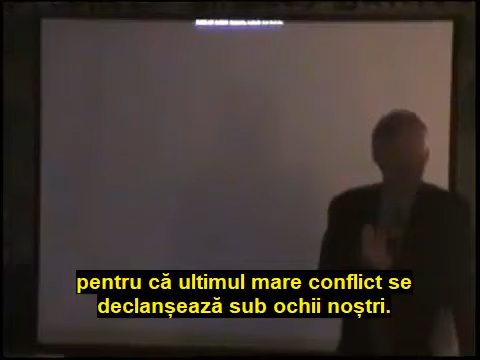 pentru că ultimul mare conflict se
declanșează sub ochii noștri.